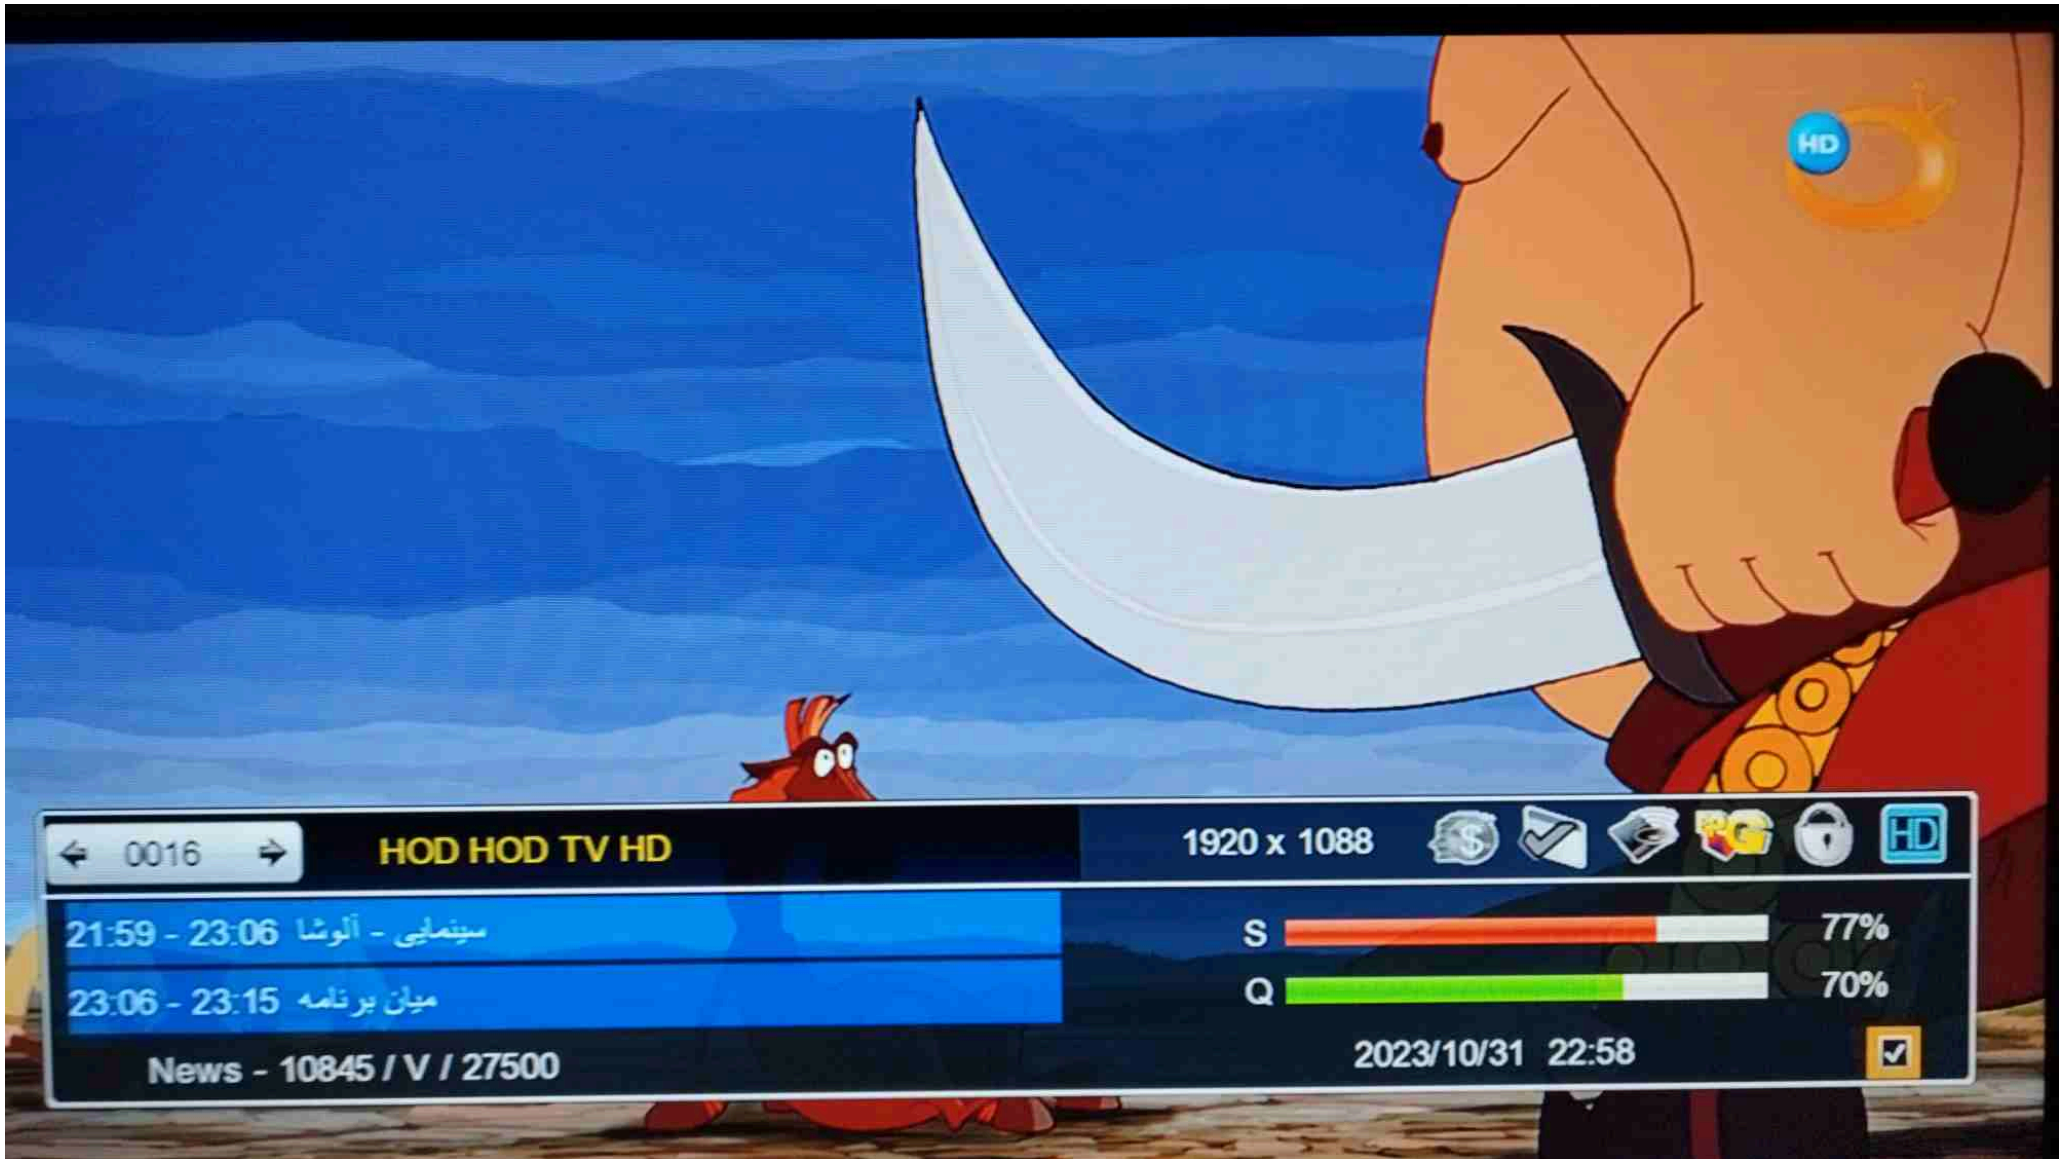 HD
0016 HOD HOD TV HD 1920 x 1088 $ G HD
21:59 - 23:06 سینمایی - آلوشا
S 77%
23:06 - 23:15 میان برنامه
Q 70%
News - 10845 / V / 27500
2023/10/31 22:58